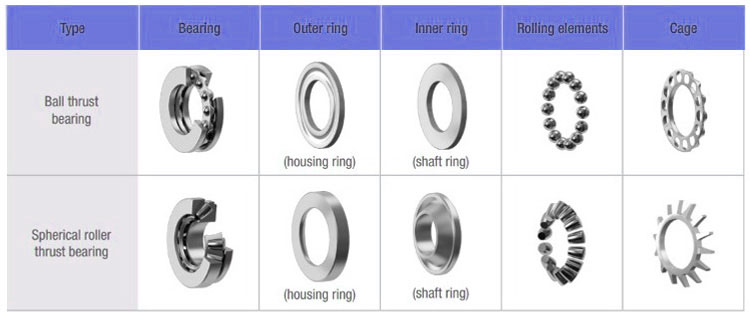 Type
Bearing
Outer ring
Inner ring
Rolling elements
Cage
Ball thrust
bearing
(housing ring)
(shaft ring)
Spherical roller
thrust bearing
(housing ring)
(shaft ring)